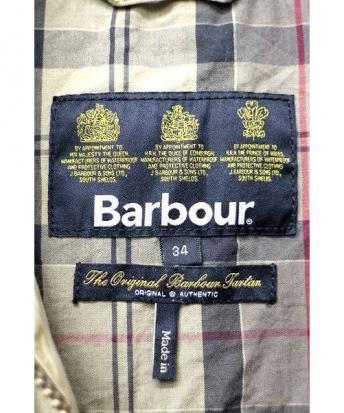 BY APPOINTMENT TO
HER MAJESTY THE QUEEN
MANUFACTURERS OF WATERPROOF
AND PROTECTIVE CLOTHING
J. BARBOUR & SONS LTD.
SOUTH SHIELDS.
BY APPOINTMENT TO
H.R.H. THE DUKE OF EDINBURGH
MANUFACTURERS OF WATERPROOF
AND PROTECTIVE CLOTHING
J. BARBOUR & SONS LTD.
SOUTH SHIELDS.
BY APPOINTMENT TO
H.R.H. THE PRINCE OF WALES
MANUFACTURERS OF WATERPROOF
AND PROTECTIVE CLOTHING
J. BARBOUR & SONS LTD.
SOUTH SHIELDS.
Barbour®
34
The Original Barbour Tartan
ORIGINAL @ AUTHENTIC
Made in